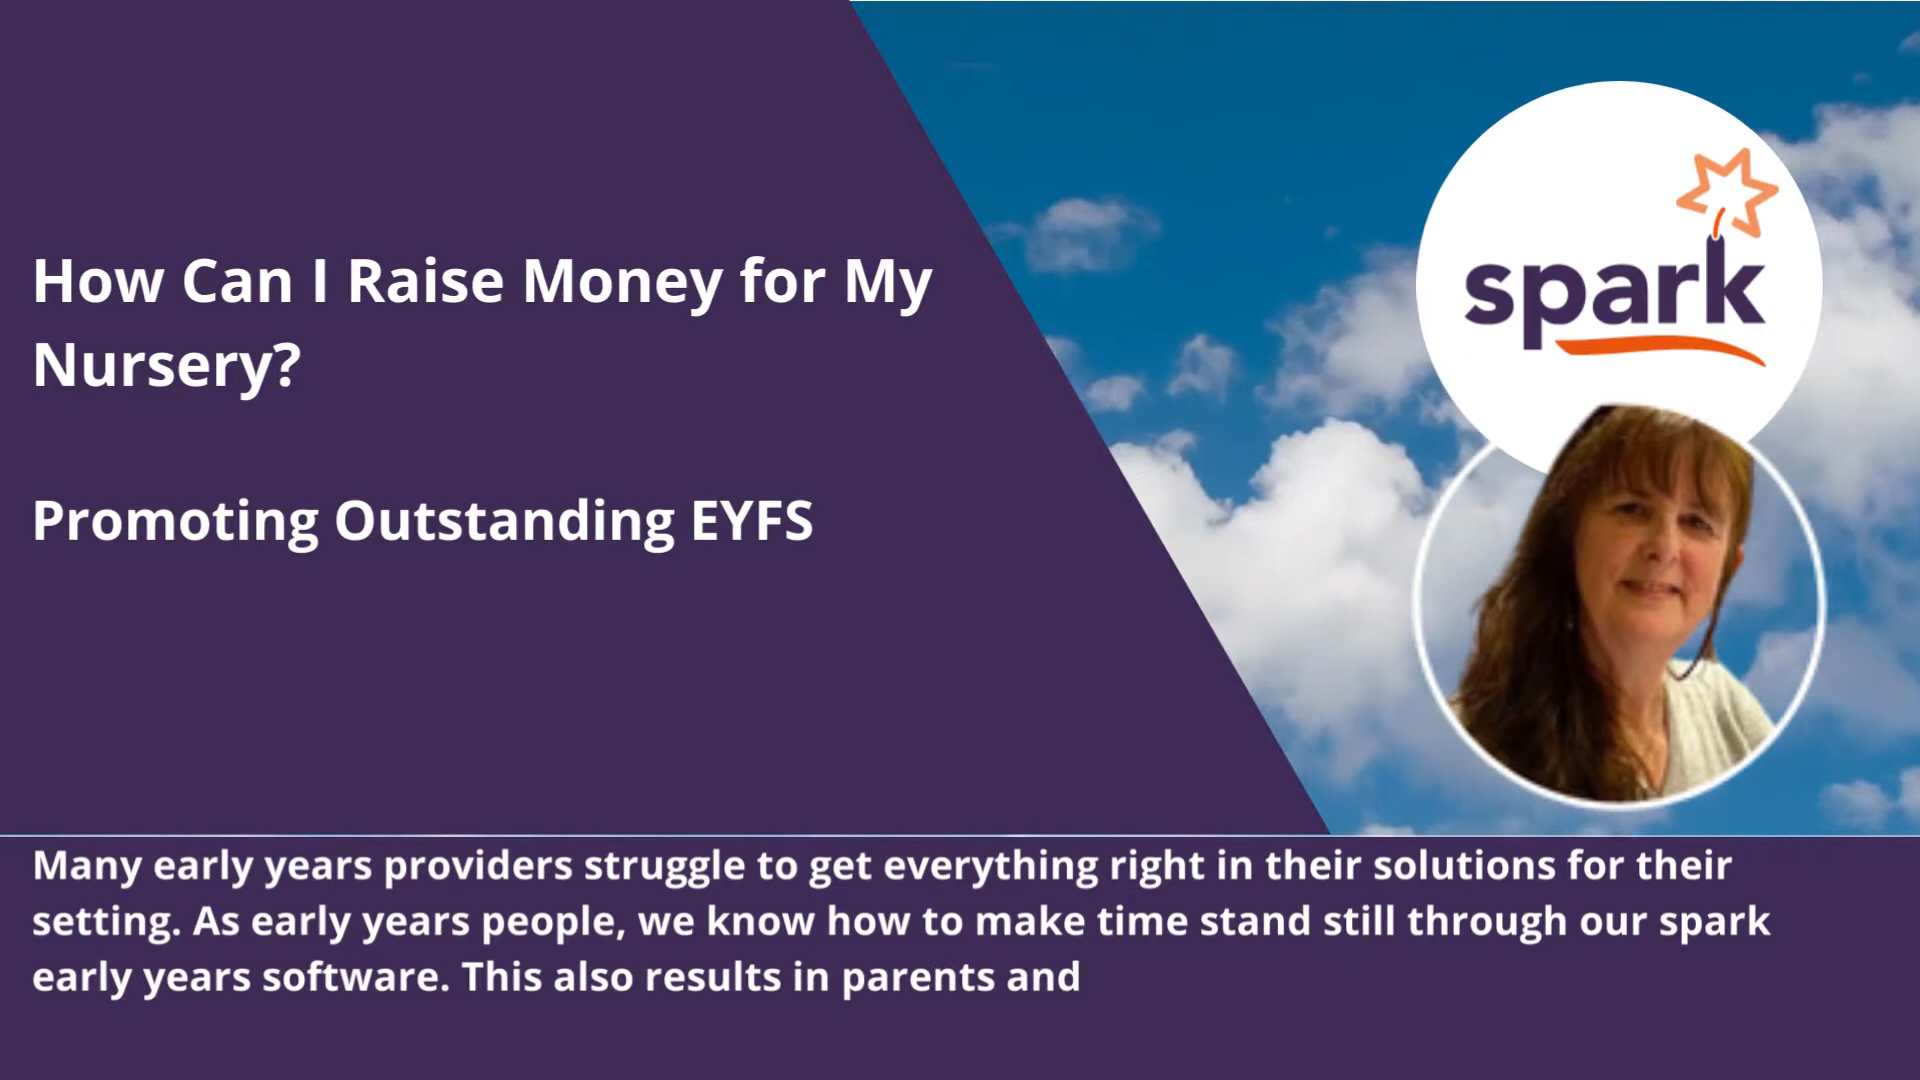 How Can I Raise Money for My
Nursery?
Promoting Outstanding EYFS
spark
Many early years providers struggle to get everything right in their solutions for their
setting. As early years people, we know how to make time stand still through our spark
early years software. This also results in parents and